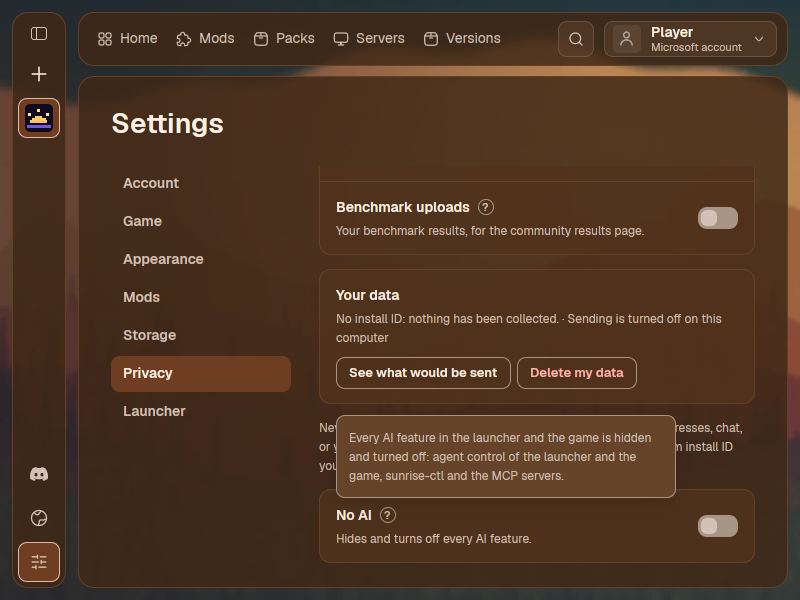 Home
Mods
Packs
Servers
Versions
Player
Microsoft account
Settings
Account
Game
Appearance
Mods
Storage
Privacy
Launcher
Benchmark uploads ?
Your benchmark results, for the community results page.
Your data
No install ID: nothing has been collected. · Sending is turned off on this
computer
See what would be sent
Delete my data
chat,
or
install ID
Every AI feature in the launcher and the game is hidden
and turned off: agent control of the launcher and the
game, sunrise-ctl and the MCP servers.
No AI ?
Hides and turns off every AI feature.